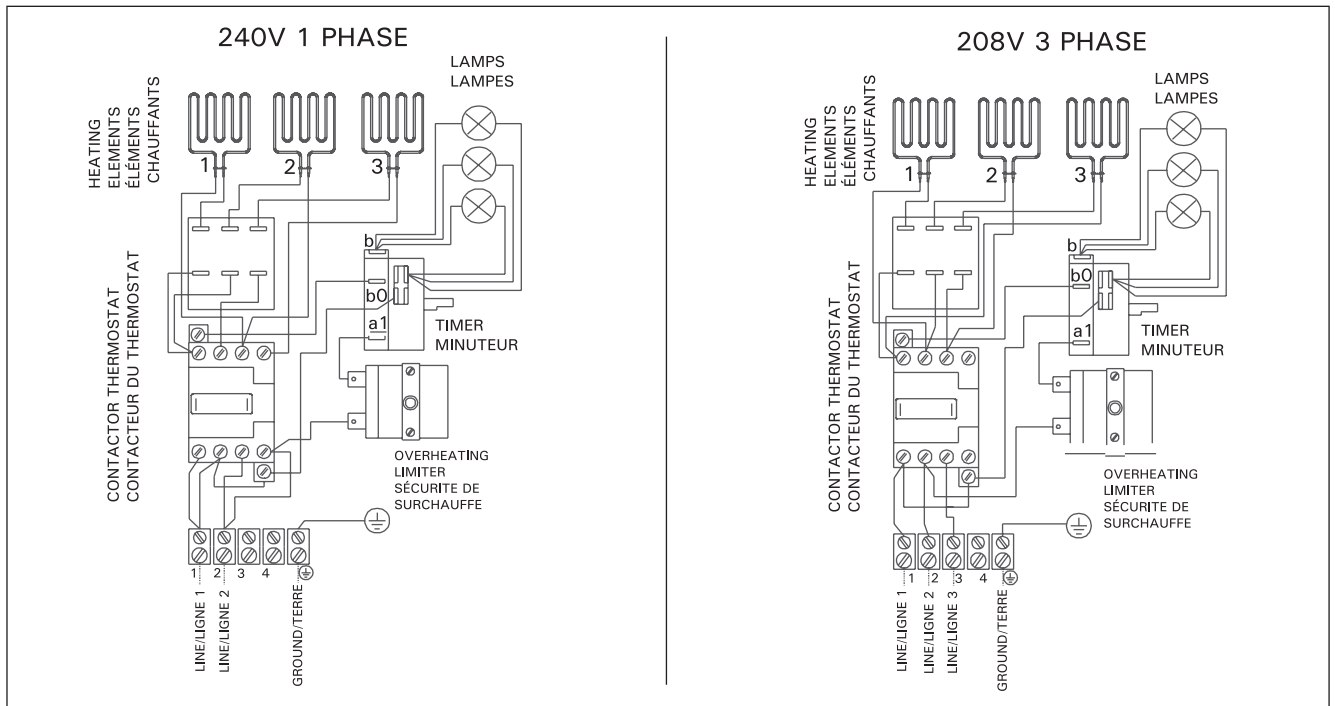 240V 1 PHASE
LAMPS
LAMPES
HEATING
ELEMENTS
ÉLÉMENTS
CHAUFFANTS
1
2
3
b
b0
a1
TIMER
MINUTEUR
CONTACTOR THERMOSTAT
CONTACTEUR DU THERMOSTAT
OVERHEATING
LIMITER
SÉCURITE DE
SURCHAUFFE
1 2 3 4
LINE/LIGNE 1
LINE/LIGNE 2
GROUND/TERRE
208V 3 PHASE
LAMPS
LAMPES
HEATING
ELEMENTS
ÉLÉMENTS
CHAUFFANTS
1
2
3
b
b0
a1
TIMER
MINUTEUR
CONTACTOR THERMOSTAT
CONTACTEUR DU THERMOSTAT
OVERHEATING
LIMITER
SÉCURITE DE
SURCHAUFFE
1 2 3 4
LINE/LIGNE 1
LINE/LIGNE 2
LINE/LIGNE 3
GROUND/TERRE